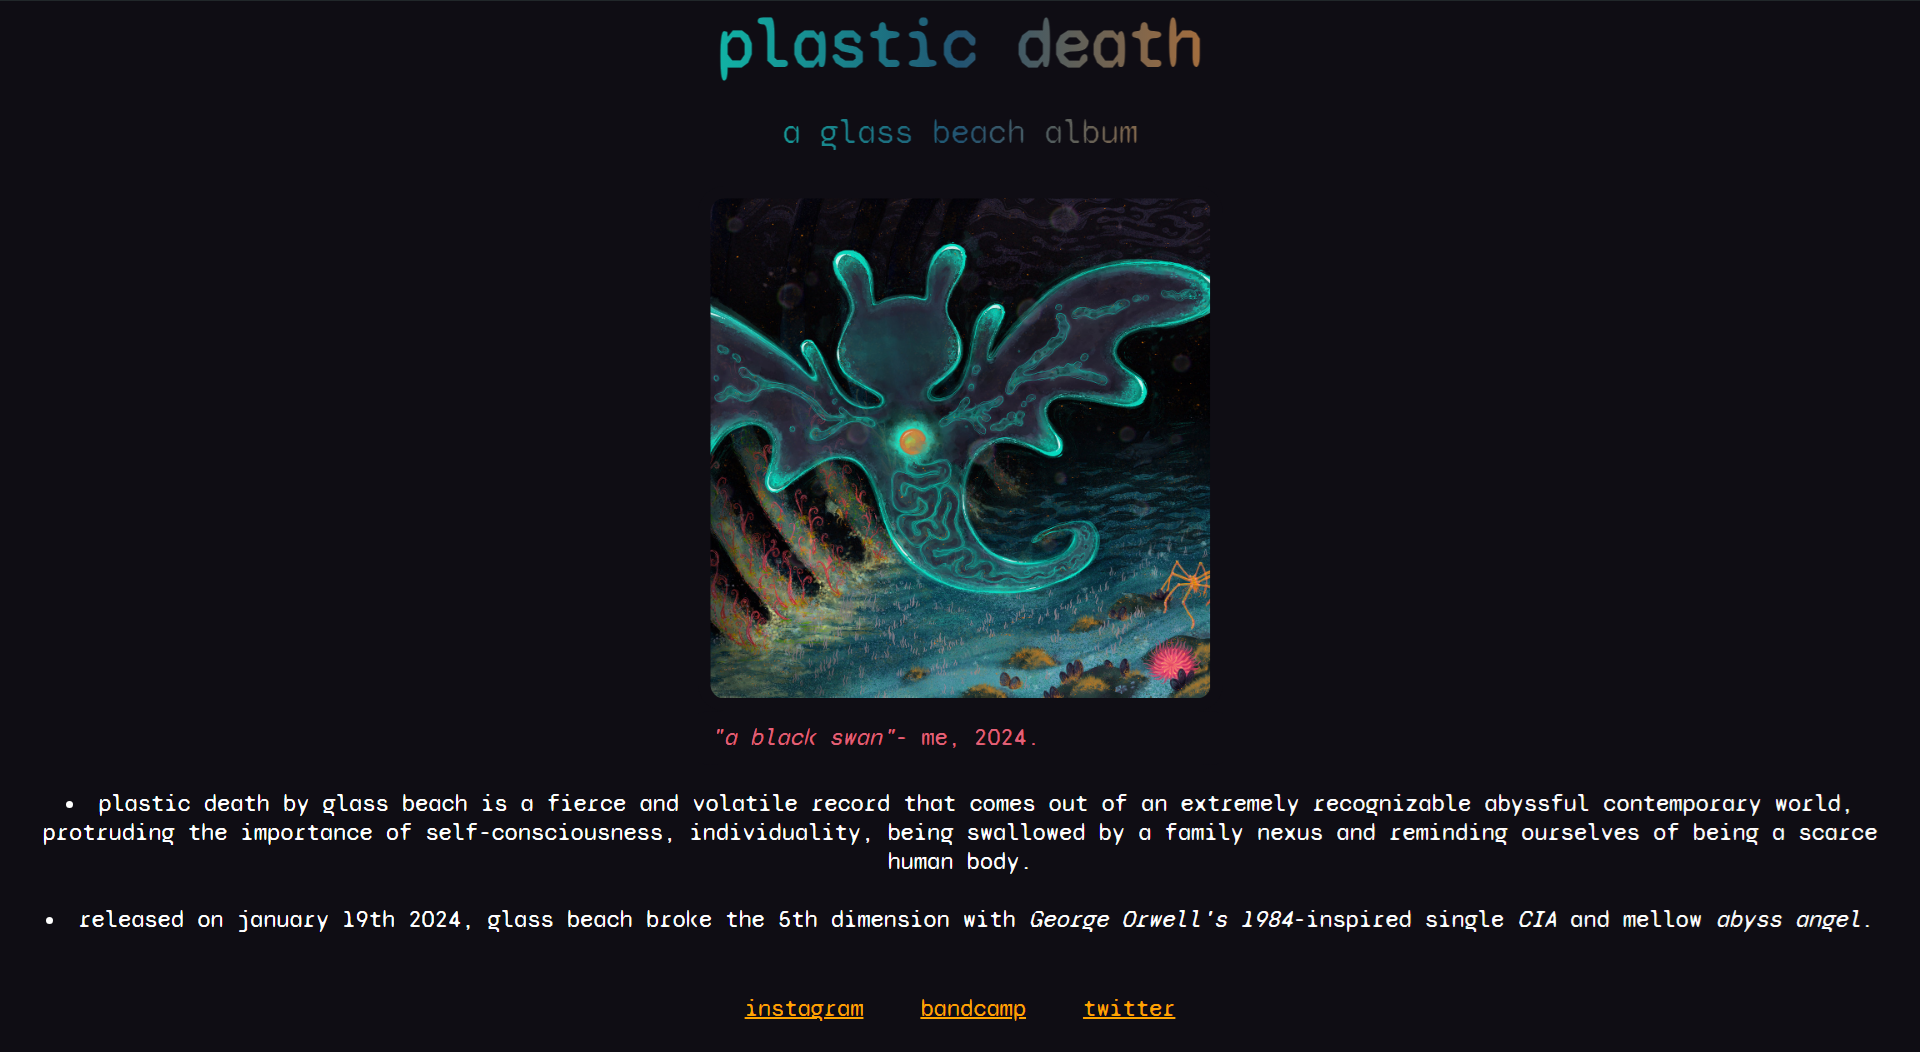 plastic death
a glass beach album
"a black swan"- me, 2024.
• plastic death by glass beach is a fierce and volatile record that comes out of an extremely recognizable abyssful contemporary world,
protruding the importance of self-consciousness, individuality, being swallowed by a family nexus and reminding ourselves of being a scarce
human body.
• released on january 19th 2024, glass beach broke the 5th dimension with George Orwell's 1984-inspired single CIA and mellow abyss angel.
instagram bandcamp twitter